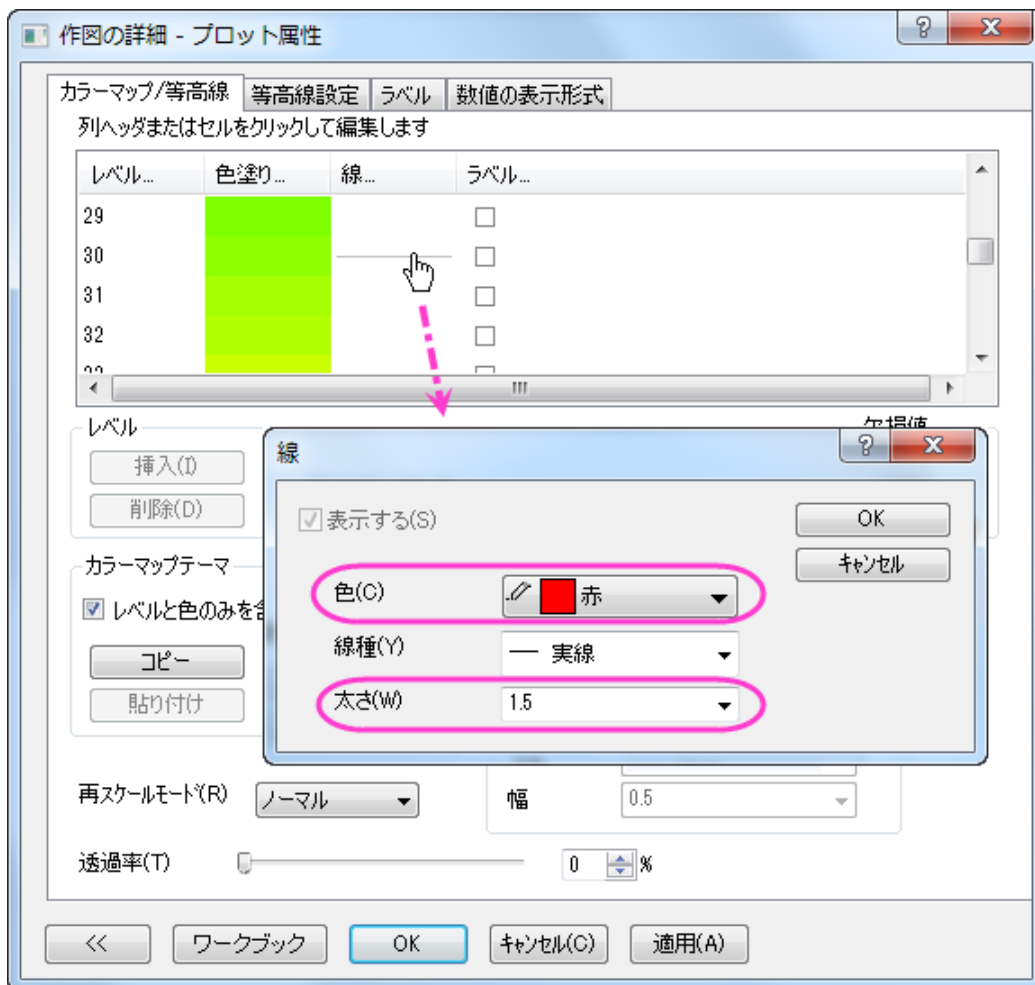 作図の詳細 - プロット属性
カラーマップ/等高線 等高線設定 ラベル 数値の表示形式
列ヘッダまたはセルをクリックして編集します
レベル... 色塗り... 線... ラベル...
29
30
31
32
レベル
挿入(I)
削除(D)
線
表示する(S)
OK
キャンセル
色(C) 赤
線種(Y) 実線
太さ(W) 1.5
カラーマップテーマ
レベルと色のみを
コピー
貼り付け
再スケールモード(R) ノーマル
幅 0.5
透過率(T) 0 %
<< ワークブック OK キャンセル(C) 適用(A)